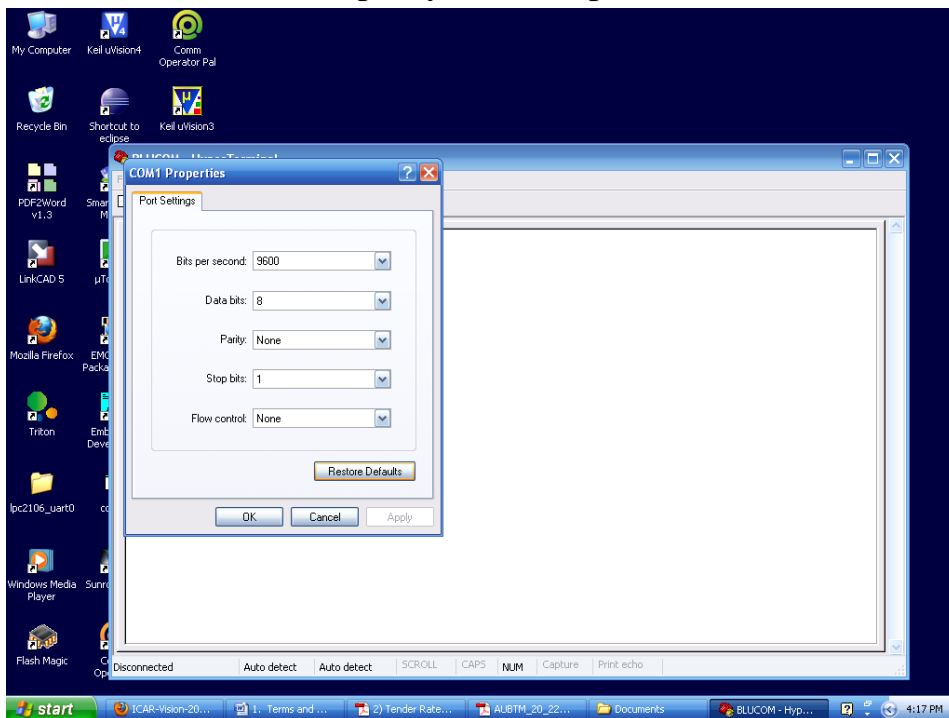 My Computer
Keil uVision4
Comm
Operator Pal
Recycle Bin
Shortcut to
eclipse
Keil uVision3
PDF2Word
v1.3
LinkCAD 5
Mozilla Firefox
Triton
lpc2106_uart0
Windows Media
Player
Flash Magic
BLUCOM - HyperTerminal
COM1 Properties
Port Settings
Bits per second: 9600
Data bits: 8
Parity: None
Stop bits: 1
Flow control: None
Restore Defaults
OK Cancel Apply
Disconnected Auto detect Auto detect SCROLL CAPS NUM Capture Print echo
start ICAR-Vision-20... 1. Terms and ... 2) Tender Rate... AUBTM_20_22... Documents BLUCOM - Hyp... 4:17 PM